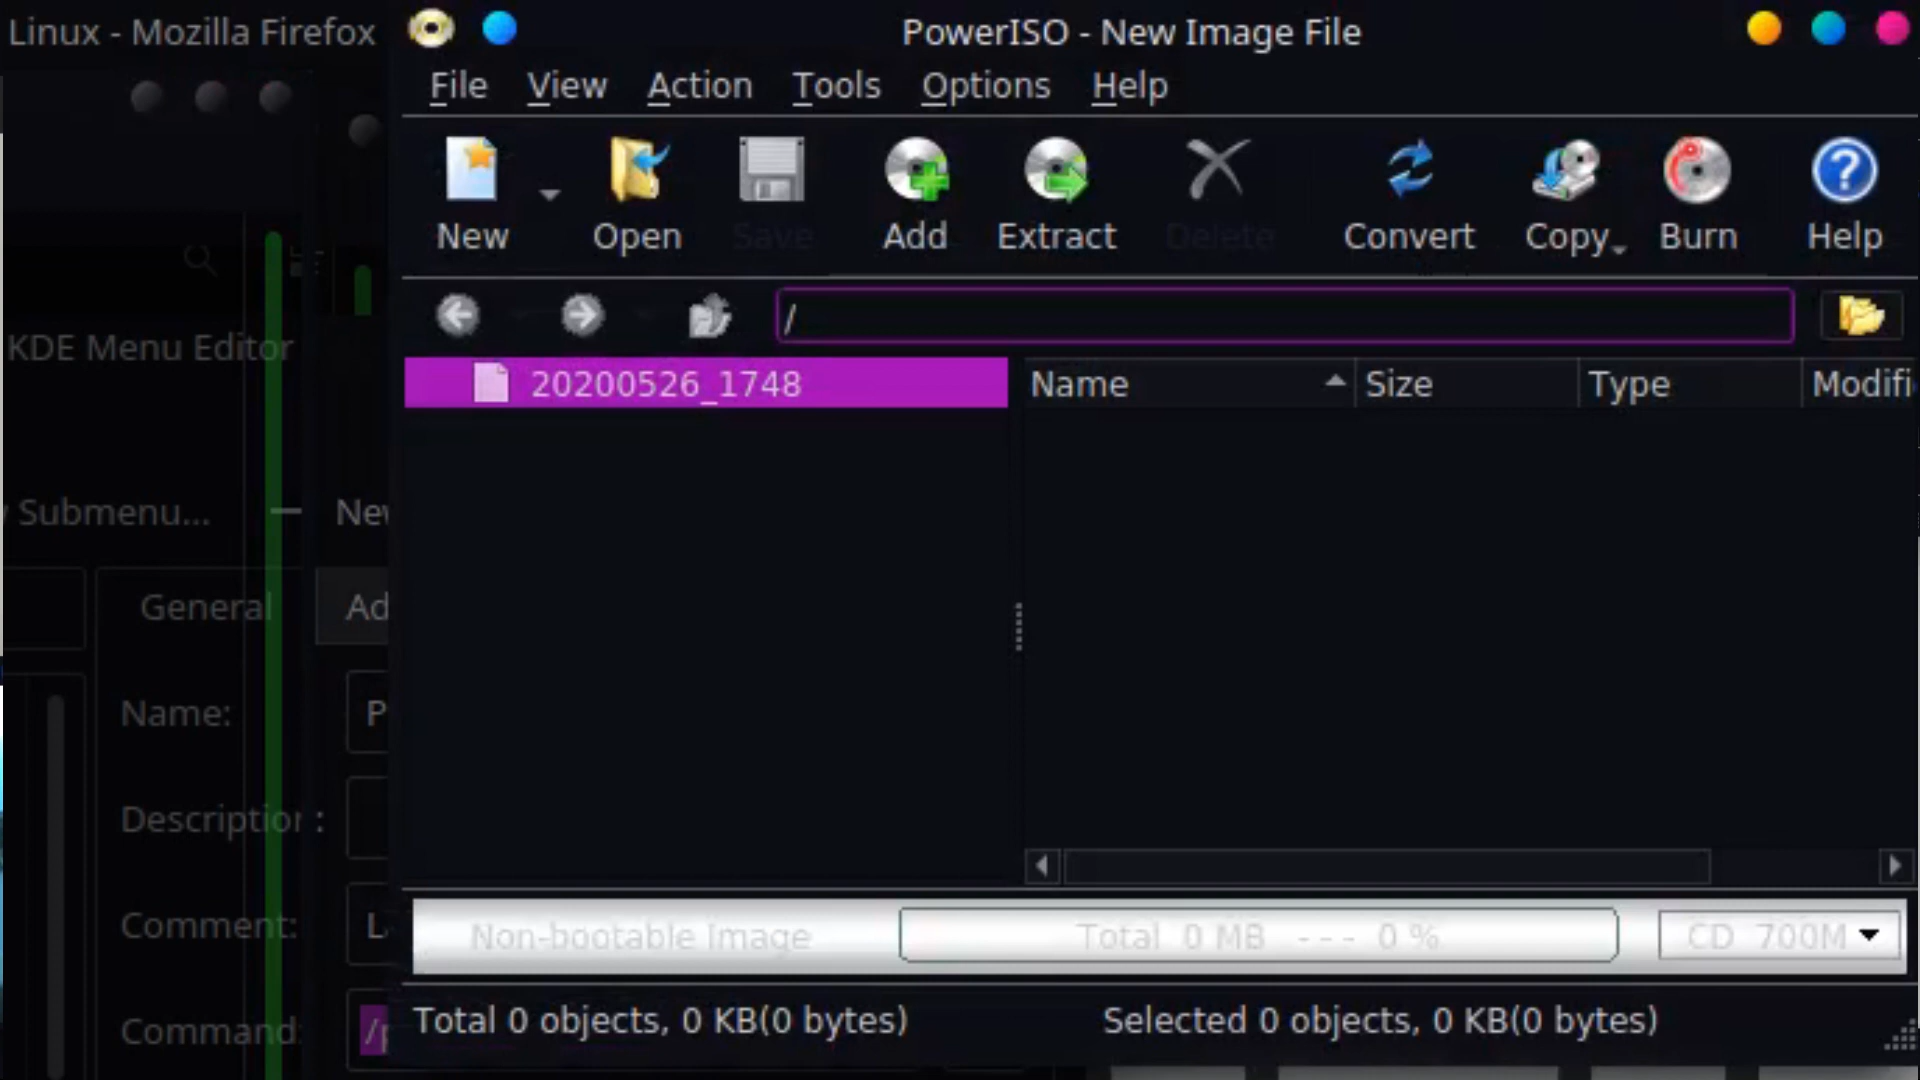 Linux - Mozilla Firefox
PowerISO - New Image File
File View Action Tools Options Help
New Open Save Add Extract Delete Convert Copy Burn Help
/
KDE Menu Editor
20200526_1748
Name Size Type Modifi
Submenu... New
General Ad
Name: P
Description:
Comment: L
Command: /p
Non-bootable Image Total 0 MB --- 0 % CD 700M
Total 0 objects, 0 KB(0 bytes) Selected 0 objects, 0 KB(0 bytes)